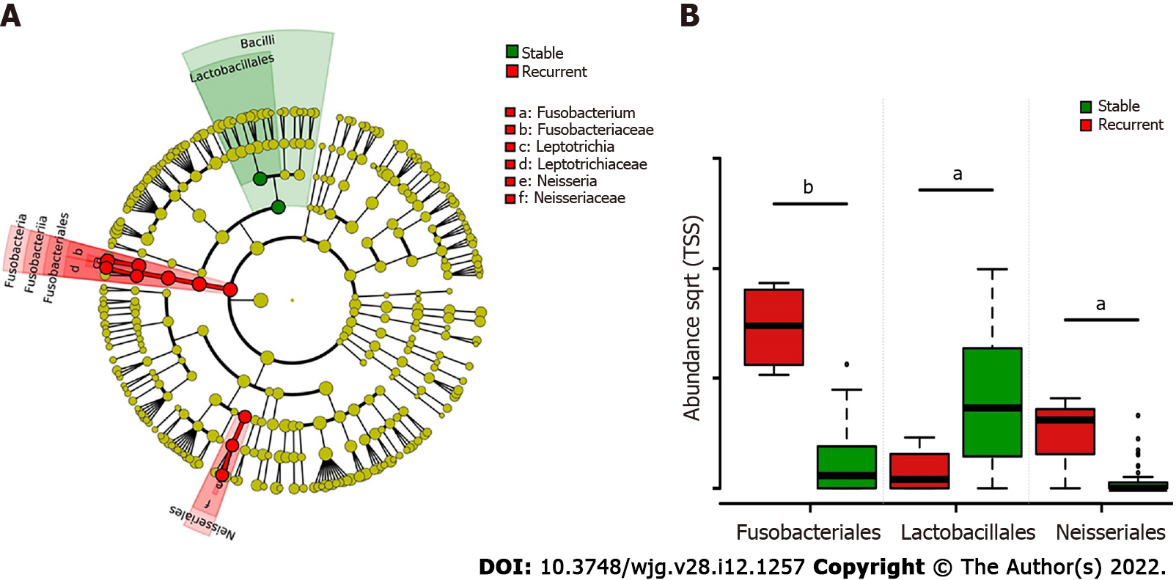 A
Bacilli
Lactobacillales
Stable
Recurrent
a: Fusobacterium
b: Fusobacteriaceae
c: Leptotrichia
d: Leptotrichiaceae
e: Neisseria
f: Neisseriaceae
Fusobacteria
Fusobacteriia
Fusobacteriales
b
d
e
f
Neisseriales
B
Stable
Recurrent
b
a
a
Abundance sqrt (TSS)
Fusobacteriales
Lactobacillales
Neisseriales
DOI: 10.3748/wjg.v28.i12.1257 Copyright © The Author(s) 2022.